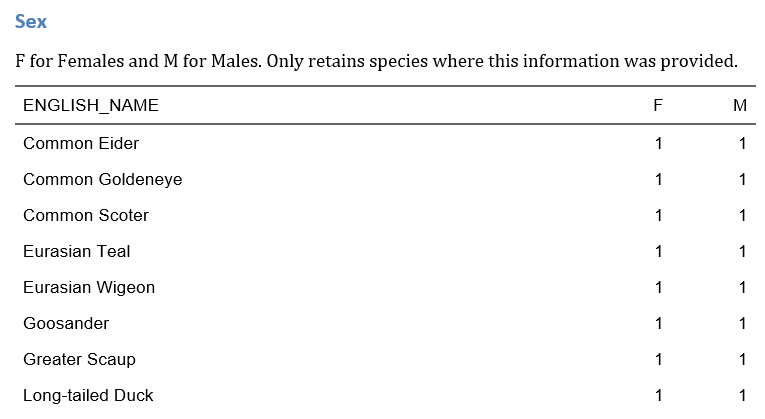 Sex
F for Females and M for Males. Only retains species where this information was provided.
ENGLISH_NAME F M
Common Eider 1 1
Common Goldeneye 1 1
Common Scoter 1 1
Eurasian Teal 1 1
Eurasian Wigeon 1 1
Goosander 1 1
Greater Scaup 1 1
Long-tailed Duck 1 1